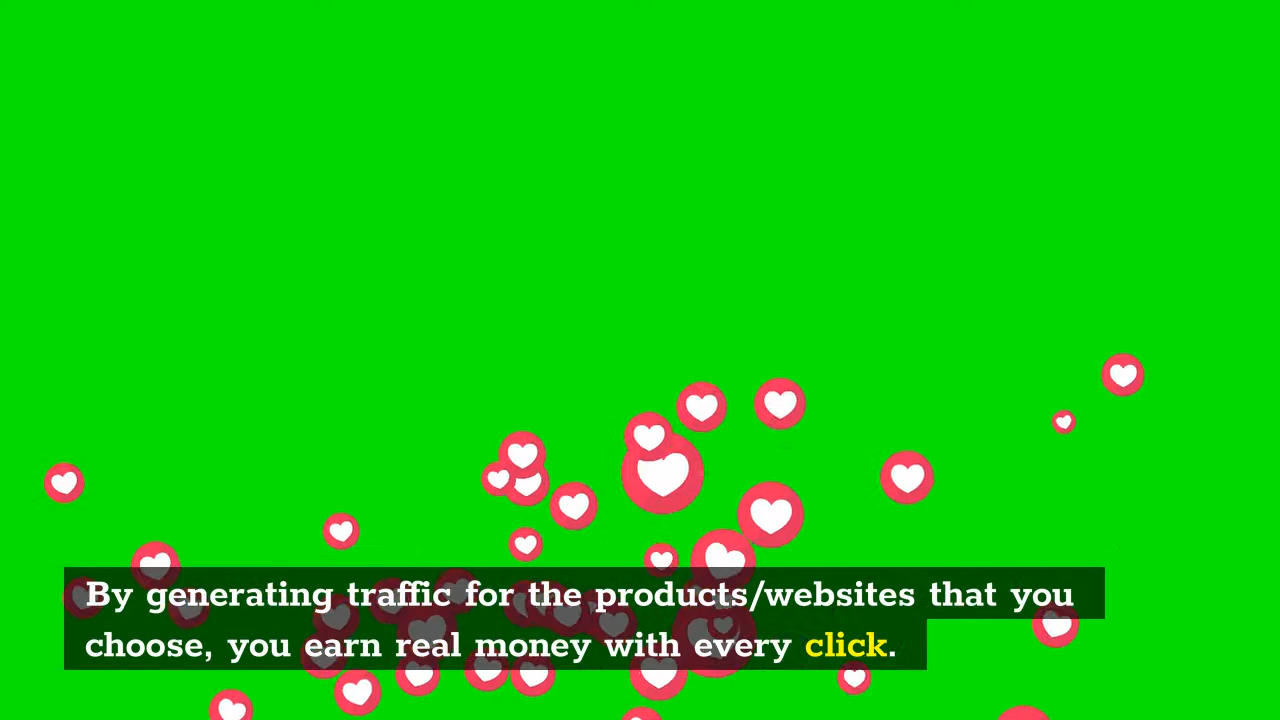 By generating traffic for the products/websites that you
choose, you earn real money with every click.